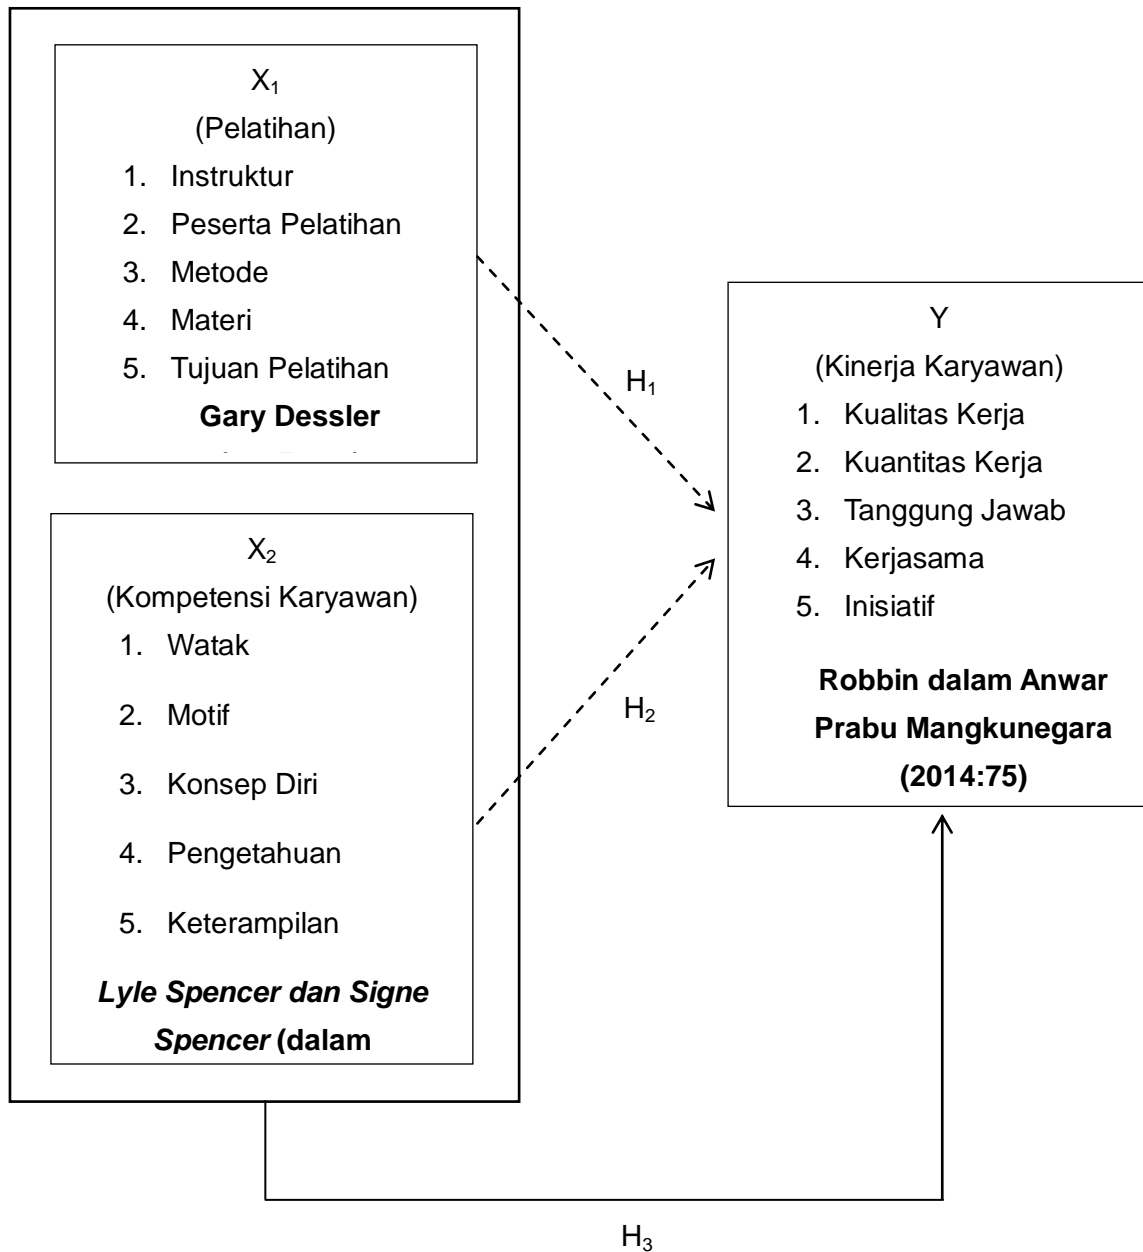 X₁
(Pelatihan)
1. Instruktur
2. Peserta Pelatihan
3. Metode
4. Materi
5. Tujuan Pelatihan
Gary Dessler
X₂
(Kompetensi Karyawan)
1. Watak
2. Motif
3. Konsep Diri
4. Pengetahuan
5. Keterampilan
Lyle Spencer dan Signe
Spencer (dalam
H₁
H₂
Y
(Kinerja Karyawan)
1. Kualitas Kerja
2. Kuantitas Kerja
3. Tanggung Jawab
4. Kerjasama
5. Inisiatif
Robbin dalam Anwar
Prabu Mangkunegara
(2014:75)
H₃